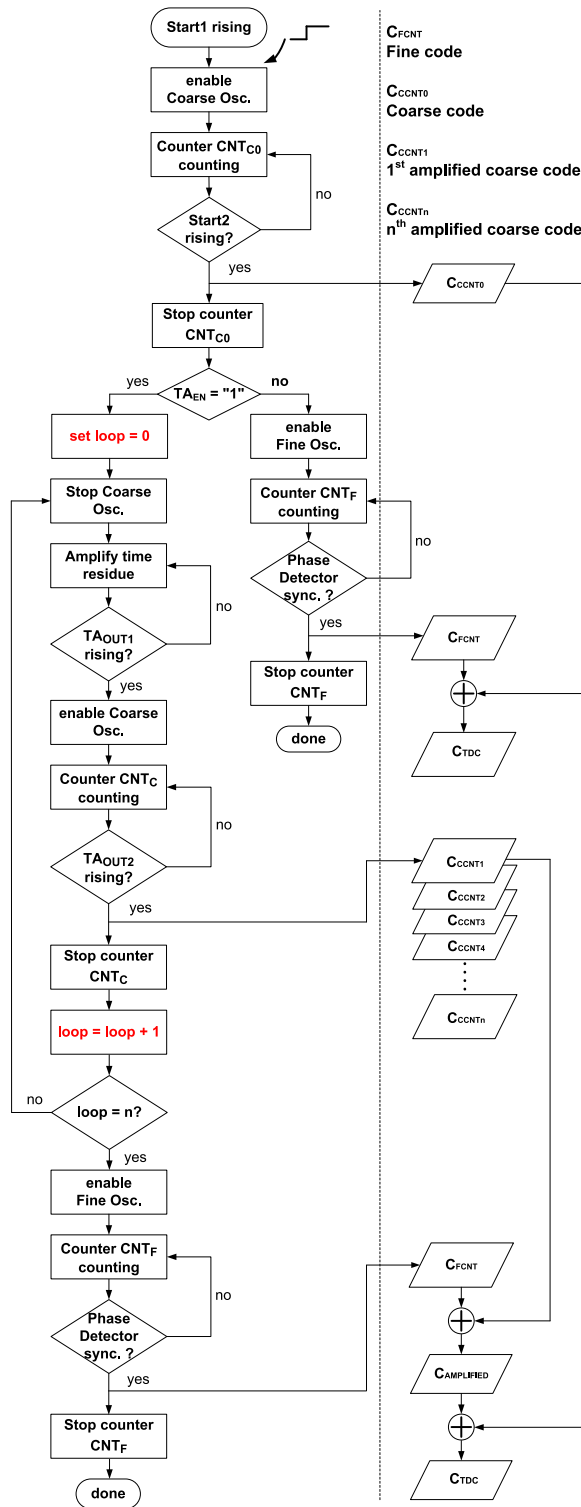 Start1 rising
enable
Coarse Osc.
Counter CNTC0
counting
no
Start2
rising?
yes
Stop counter
CNTC0
yes
TAEN = "1"
no
set loop = 0
Stop Coarse
Osc.
Amplify time
residue
no
TAOUT1
rising?
yes
enable Coarse
Osc.
Counter CNTC
counting
no
TAOUT2
rising?
yes
Stop counter
CNTC
loop = loop + 1
no
loop = n?
yes
enable
Fine Osc.
Counter CNTF
counting
no
Phase
Detector
sync. ?
yes
Stop counter
CNTF
done
enable
Fine Osc.
Counter CNTF
counting
no
Phase
Detector
sync. ?
yes
Stop counter
CNTF
done
CFCNT
Fine code
CCCNT0
Coarse code
CCCNT1
1st amplified coarse code
CCCNTn
nth amplified coarse code
CCCNT0
CFCNT
CTDC
CCCNT1
CCCNT2
CCCNT3
CCCNT4
CCCNTn
CFCNT
CAMPLIFIED
CTDC